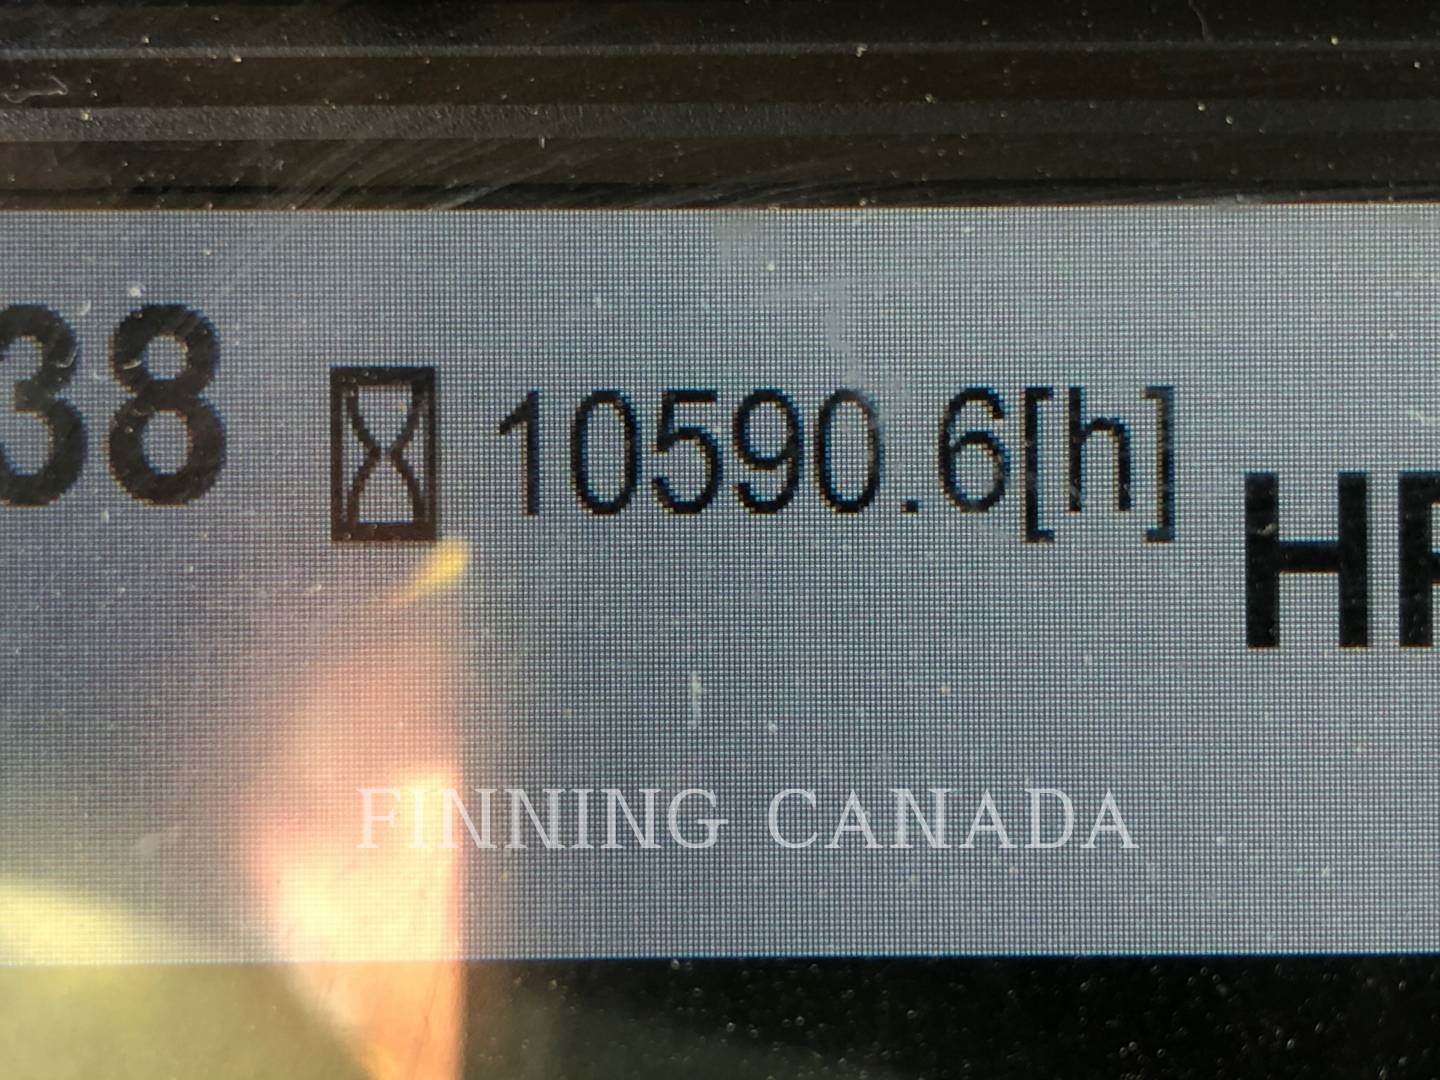 38
10590.6[h]
H
FINNING CANADA